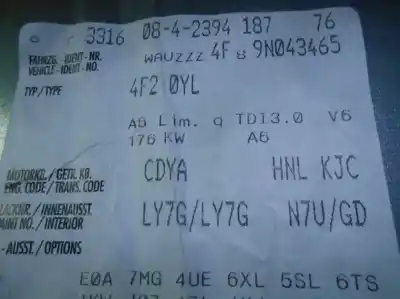 3316 08-4-2394 187 76
FAHRZG.-IDENT-NR. WAUZZZ 4F 8 9N043465
VEHICLE-IDENT-NO.
TYP/TYPE 4F2 0YL
A6 Lim. q TDI3.0 V6
176 KW A6
MOTORKB./GETR.KB. CDYA HNL KJC
ENG.CODE/TRANS.CODE
LACKNR./INNENAUSST. LY7G/LY7G N7U/GD
PAINT NO./INTERIOR
-AUSST./OPTIONS
E0A 7MG 4UE 6XL 5SL 6TS